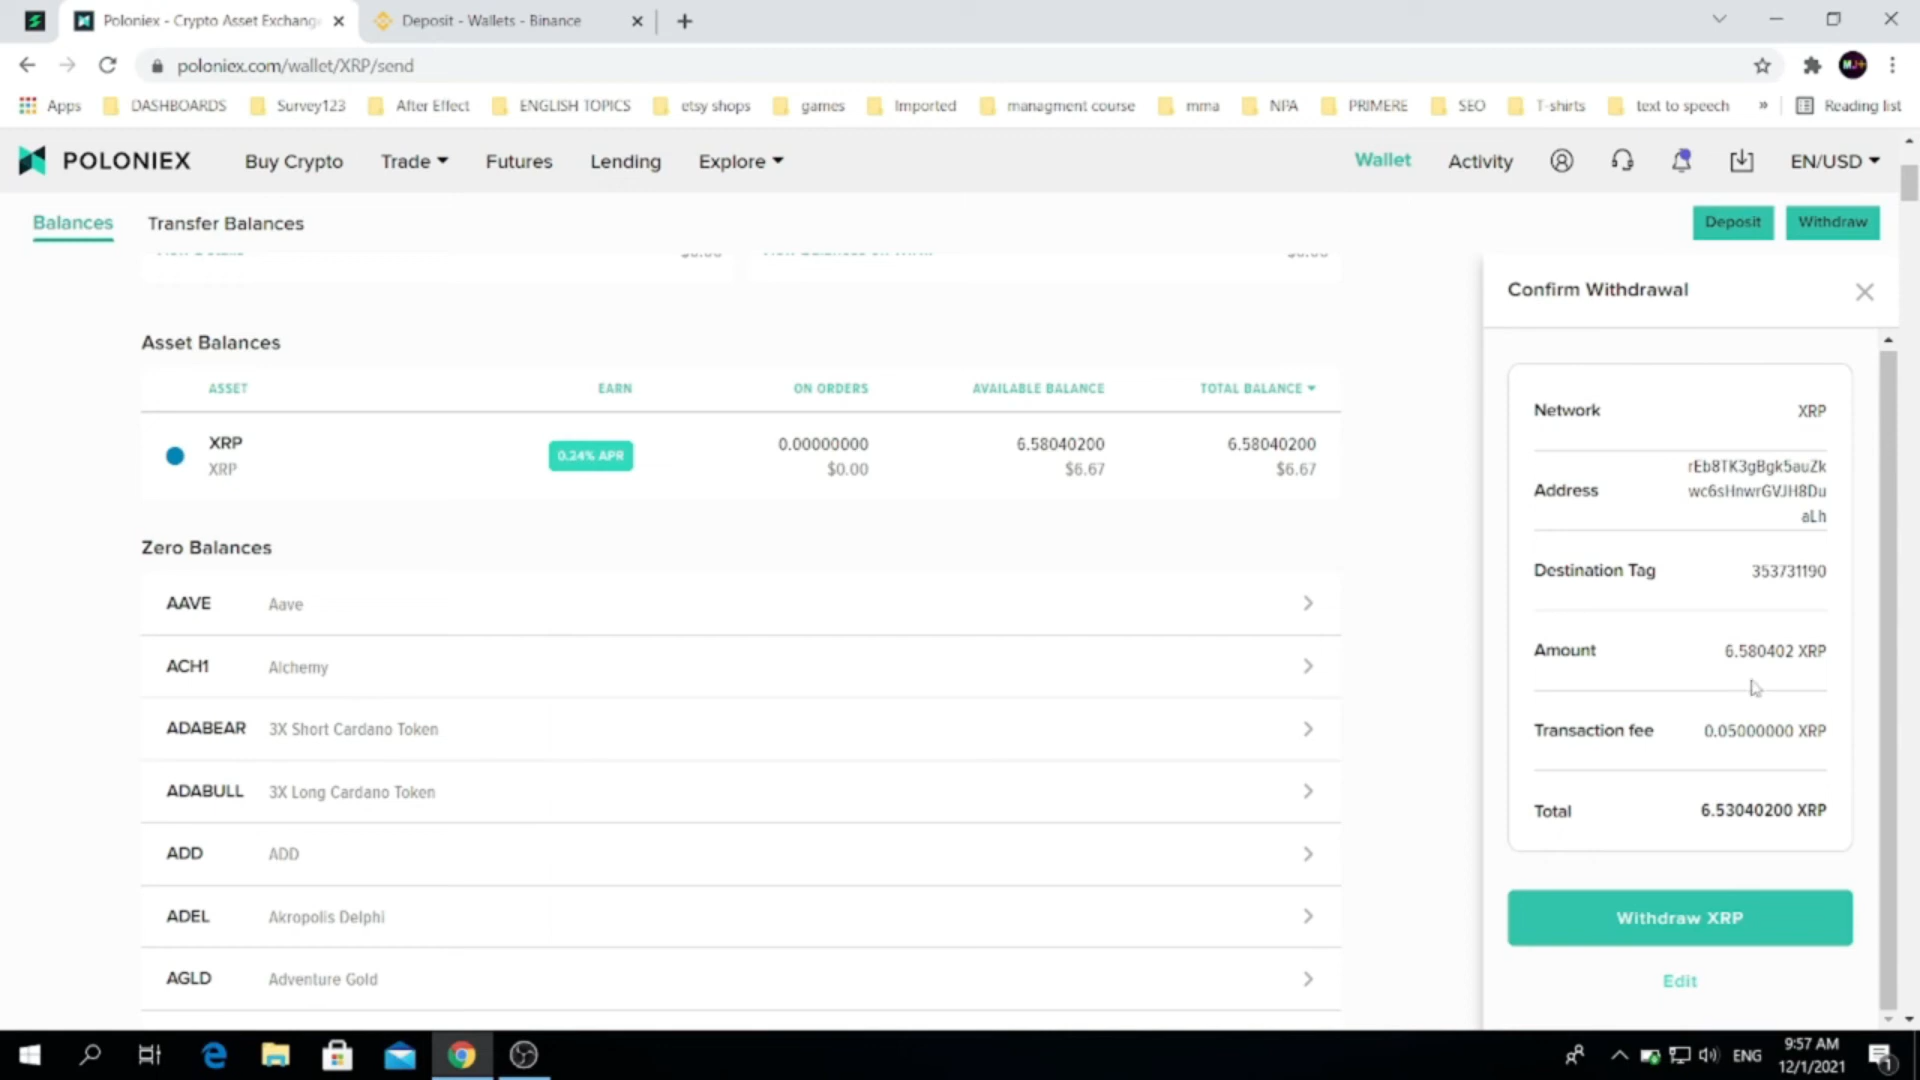 Poloniex - Crypto Asset Exchang
Deposit - Wallets - Binance
poloniex.com/wallet/XRP/send
MJ+
Apps
DASHBOARDS
Survey123
After Effect
ENGLISH TOPICS
etsy shops
games
Imported
managment course
mma
NPA
PRIMERE
SEO
T-shirts
text to speech
»
Reading list
POLONIEX
Buy Crypto
Trade
Futures
Lending
Explore
Wallet
Activity
EN/USD
Balances
Transfer Balances
Deposit
Withdraw
Confirm Withdrawal
Asset Balances
ASSET
EARN
ON ORDERS
AVAILABLE BALANCE
TOTAL BALANCE
XRP
XRP
0.24% APR
0.00000000
$0.00
6.58040200
$6.67
6.58040200
$6.67
Zero Balances
AAVE Aave
ACH1 Alchemy
ADABEAR 3X Short Cardano Token
ADABULL 3X Long Cardano Token
ADD ADD
ADEL Akropolis Delphi
AGLD Adventure Gold
Network XRP
Address
rEb8TK3gBgk5auZk
wc6sHnwrGVJH8Du
aLh
Destination Tag 353731190
Amount 6.580402 XRP
Transaction fee 0.05000000 XRP
Total 6.53040200 XRP
Withdraw XRP
Edit
ENG
9:57 AM
12/1/2021
1